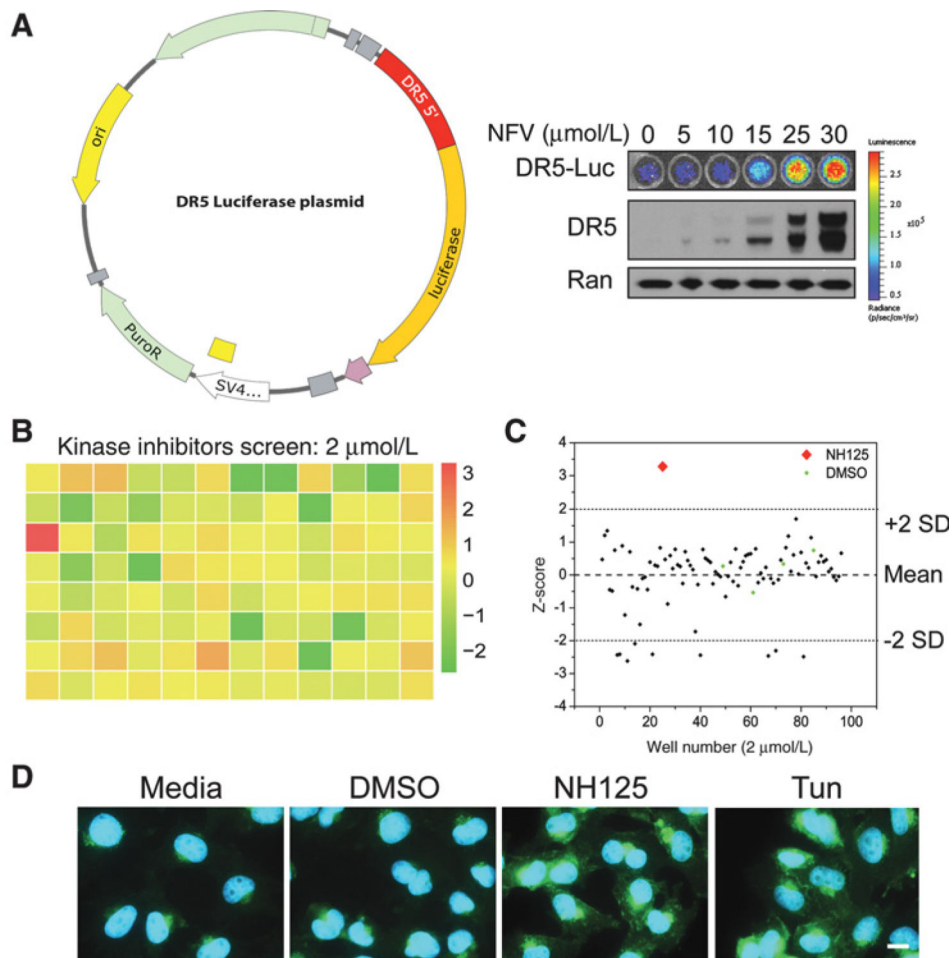 A
DR5 5'
luciferase
SV4...
PuroR
ori
DR5 Luciferase plasmid
NFV (μmol/L) 0 5 10 15 25 30
DR5-Luc
DR5
Ran
Luminescence
2.5
2.0
1.5
x10⁵
1.0
0.5
Radiance
(p/sec/cm²/sr)
B
Kinase inhibitors screen: 2 μmol/L
3
2
1
0
−1
−2
C
NH125
DMSO
4
3
2
1
0
-1
-2
-3
-4
Z-score
0 20 40 60 80 100
Well number (2 μmol/L)
+2 SD
Mean
-2 SD
D
Media DMSO NH125 Tun